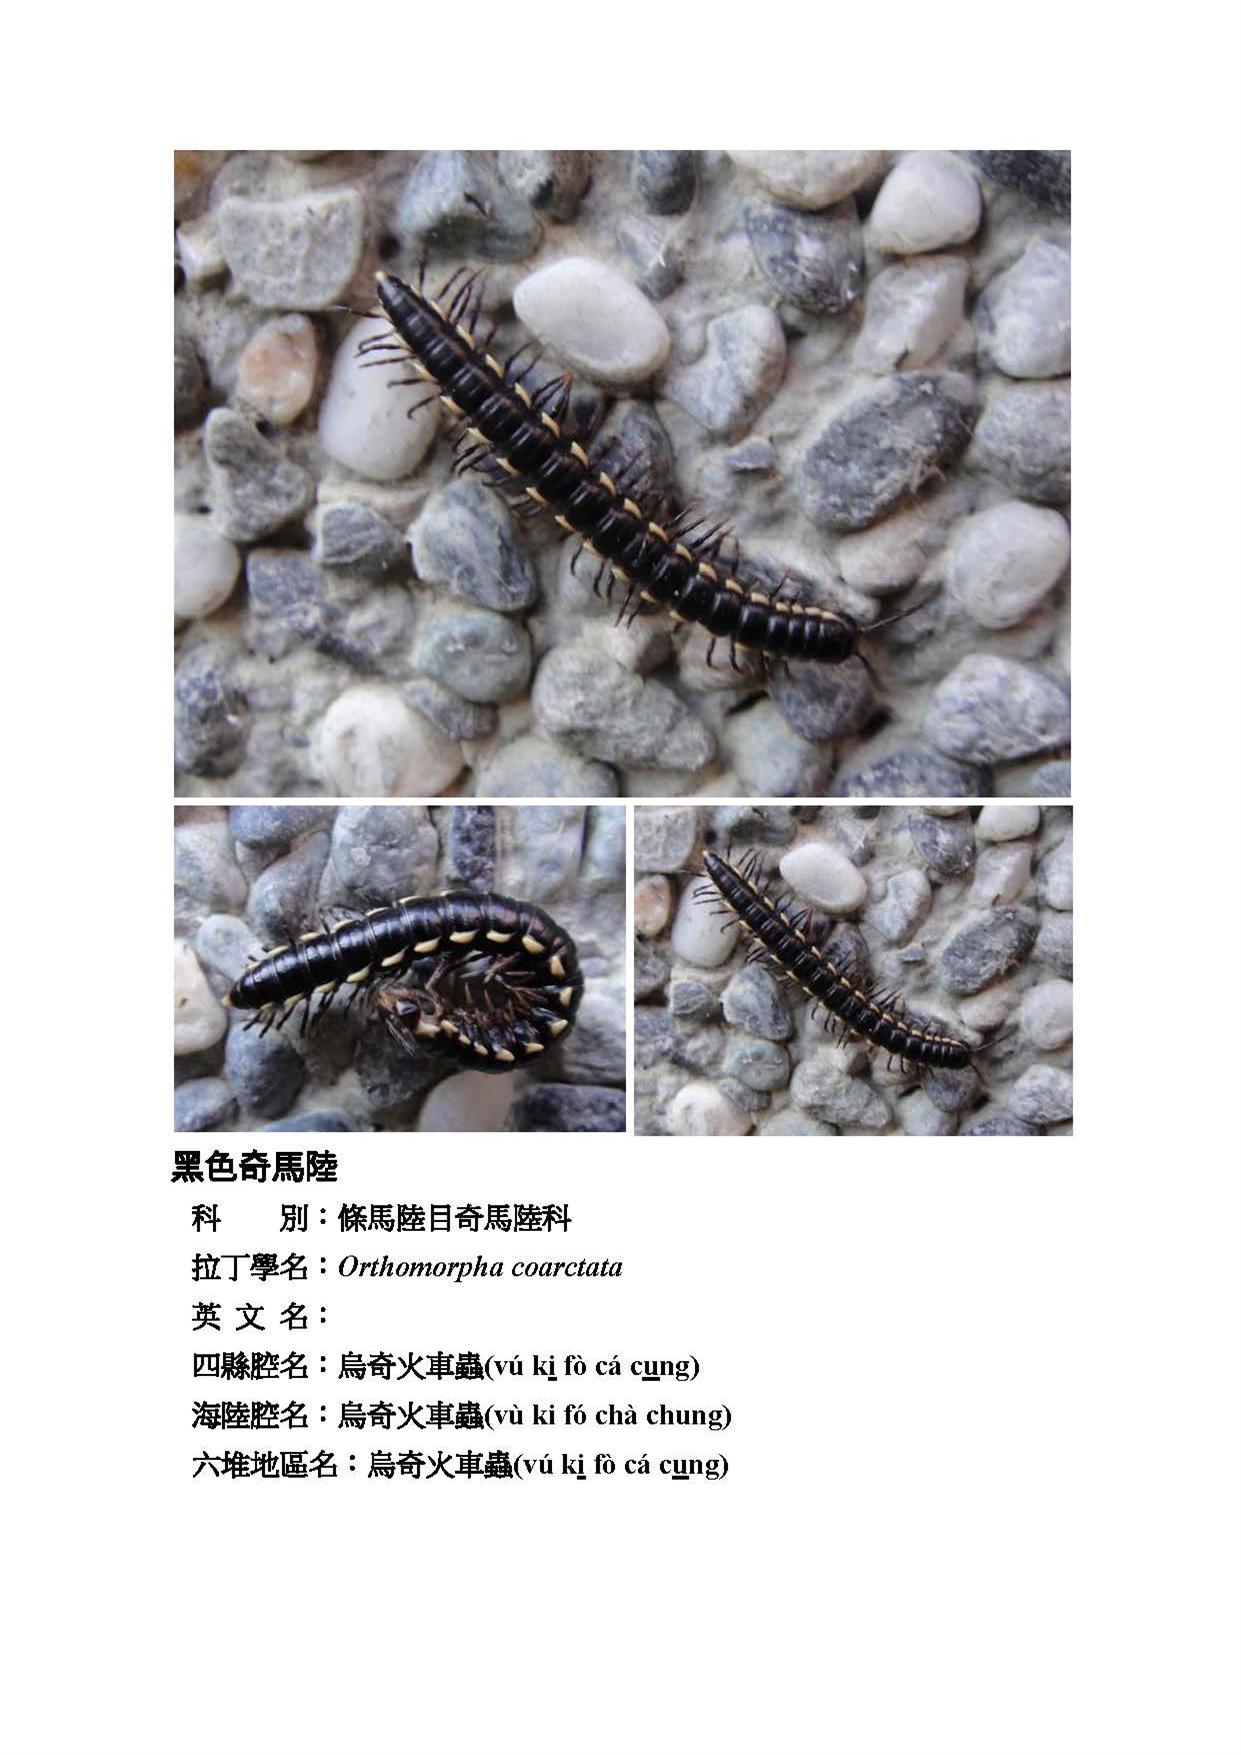 黑色奇馬陸
科　　別：條馬陸目奇馬陸科
拉丁學名：Orthomorpha coarctata
英 文 名：
四縣腔名：烏奇火車蟲(vú ki fò cá cung)
海陸腔名：烏奇火車蟲(vù ki fó chà chung)
六堆地區名：烏奇火車蟲(vú ki fò cá cung)